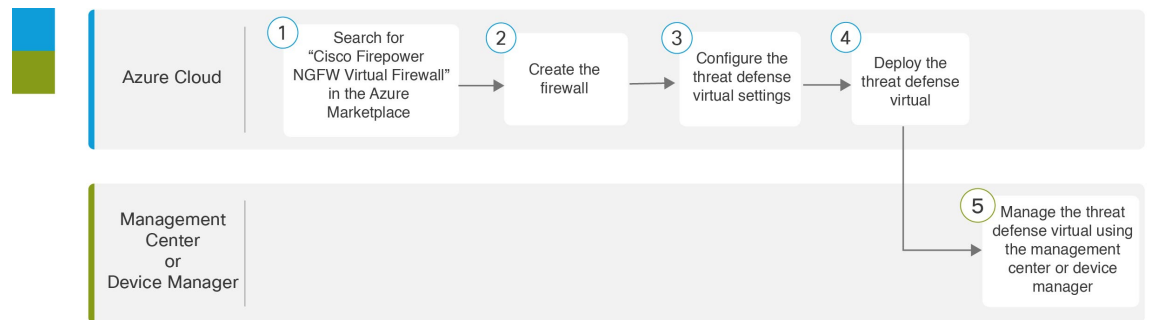 Azure Cloud
1
Search for
“Cisco Firepower
NGFW Virtual Firewall”
in the Azure
Marketplace
2
Create the
firewall
3
Configure the
threat defense
virtual settings
4
Deploy the
threat defense
virtual
Management
Center
or
Device Manager
5
Manage the threat
defense virtual using
the management
center or device
manager